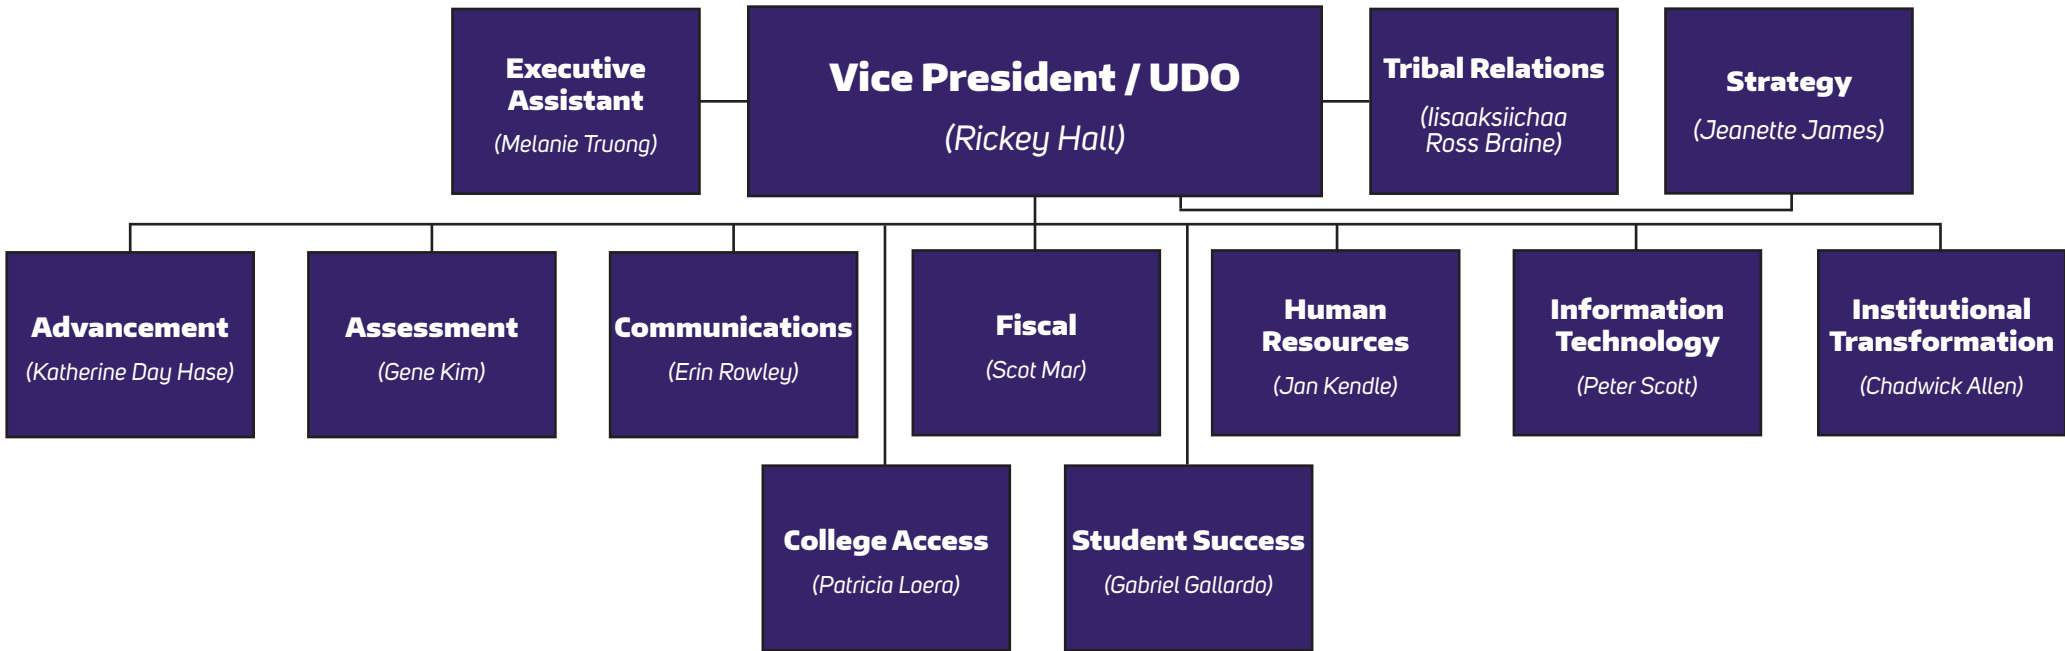 Executive
Assistant
(Melanie Truong)
Vice President / UDO
(Rickey Hall)
Tribal Relations
(Iisaaksiichaa
Ross Braine)
Strategy
(Jeanette James)
Advancement
(Katherine Day Hase)
Assessment
(Gene Kim)
Communications
(Erin Rowley)
Fiscal
(Scot Mar)
Human
Resources
(Jan Kendle)
Information
Technology
(Peter Scott)
Institutional
Transformation
(Chadwick Allen)
College Access
(Patricia Loera)
Student Success
(Gabriel Gallardo)